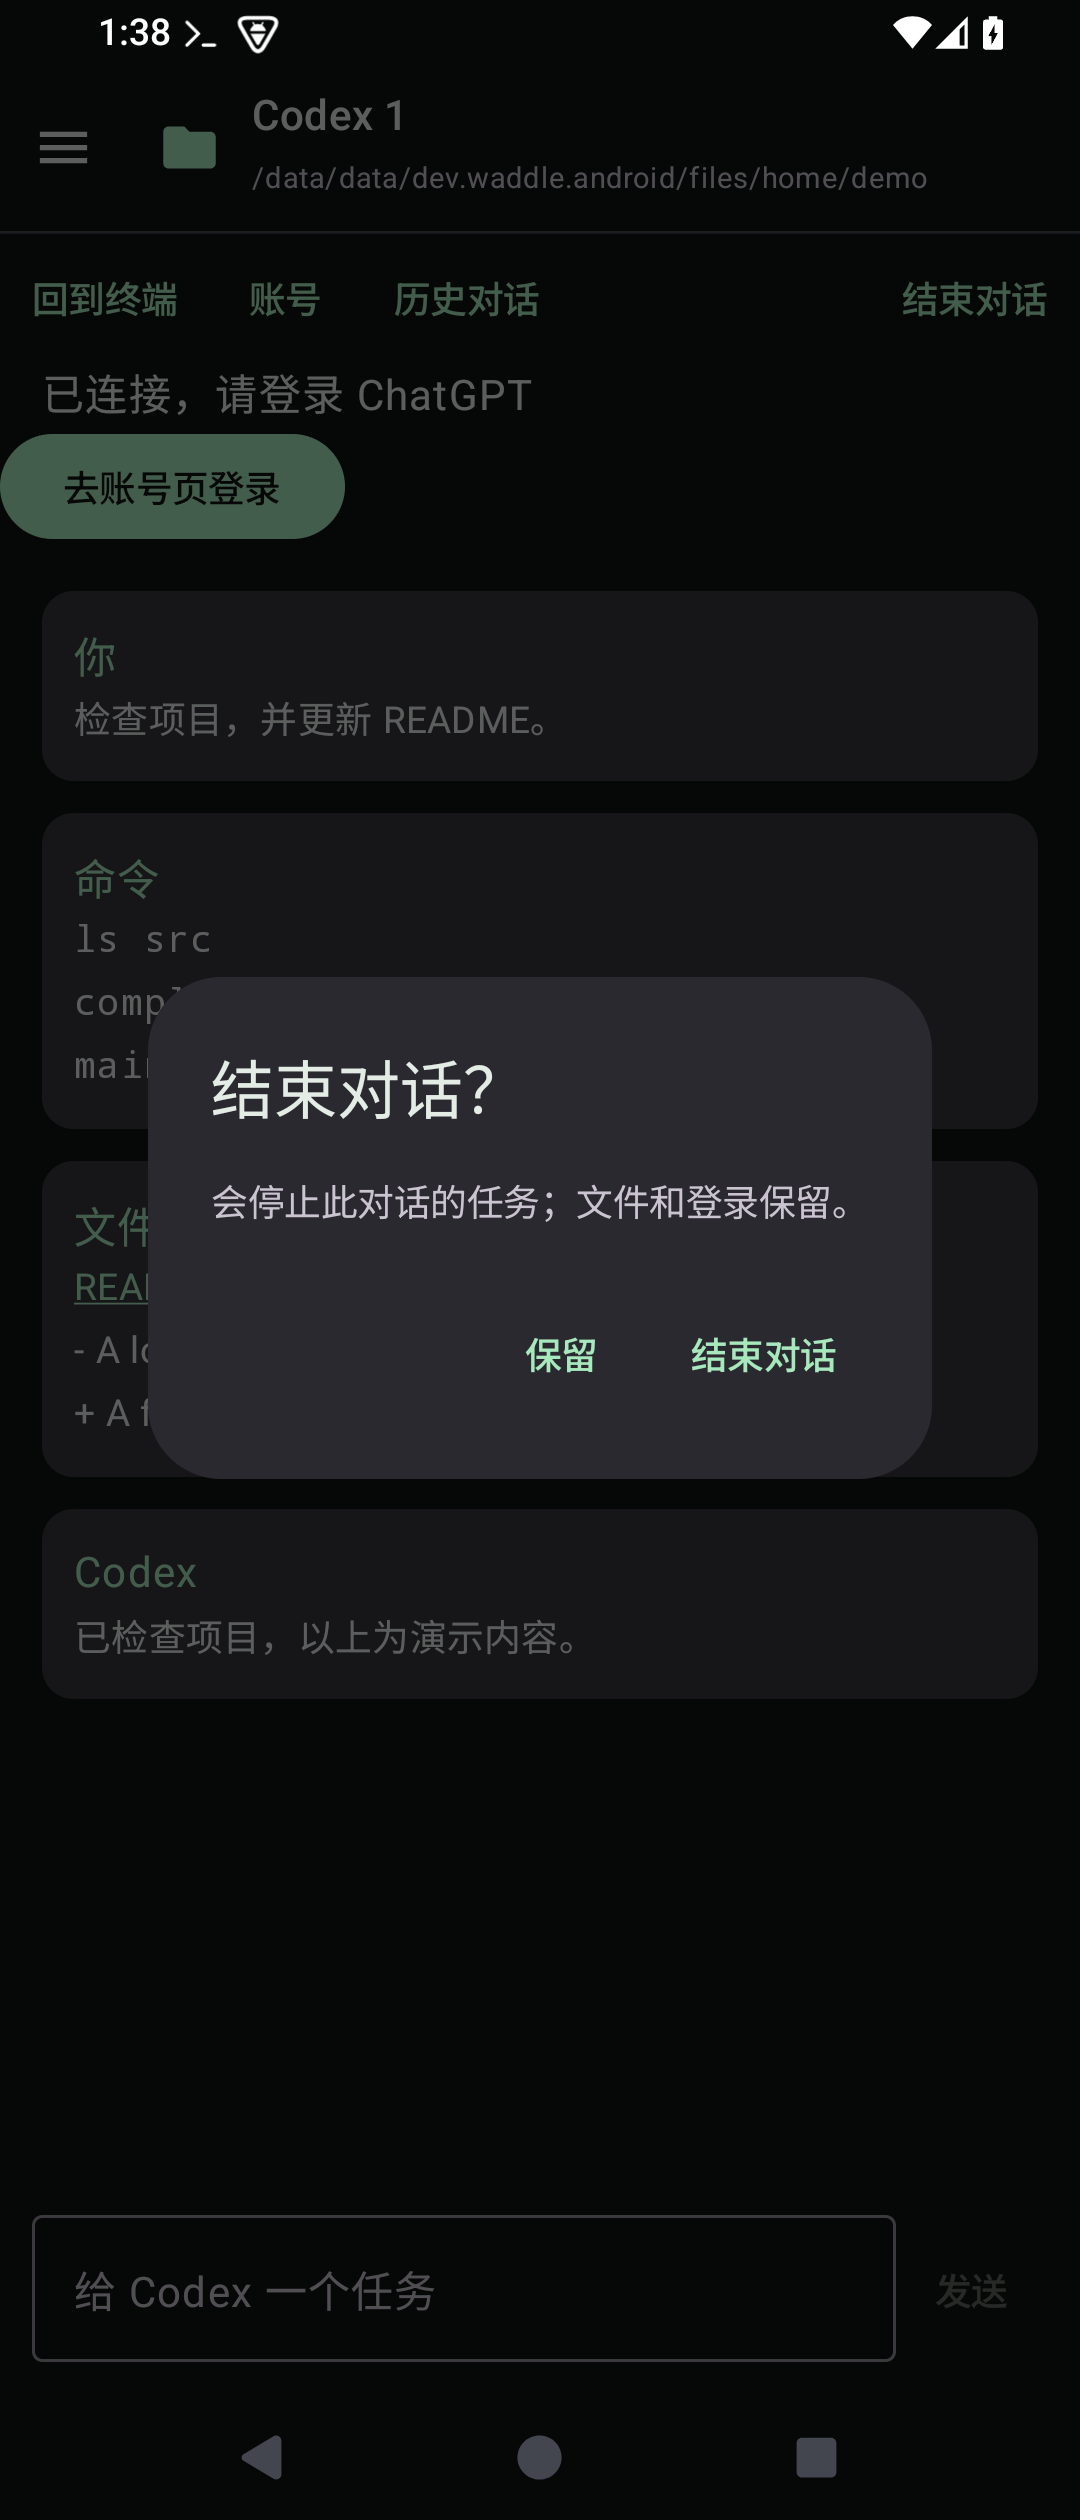 1:38
Codex 1
/data/data/dev.waddle.android/files/home/demo
回到终端 账号 历史对话 结束对话
已连接，请登录 ChatGPT
去账号页登录
你
检查项目，并更新 README。
命令
ls src
结束对话？
会停止此对话的任务；文件和登录保留。
保留 结束对话
Codex
已检查项目，以上为演示内容。
给 Codex 一个任务
发送